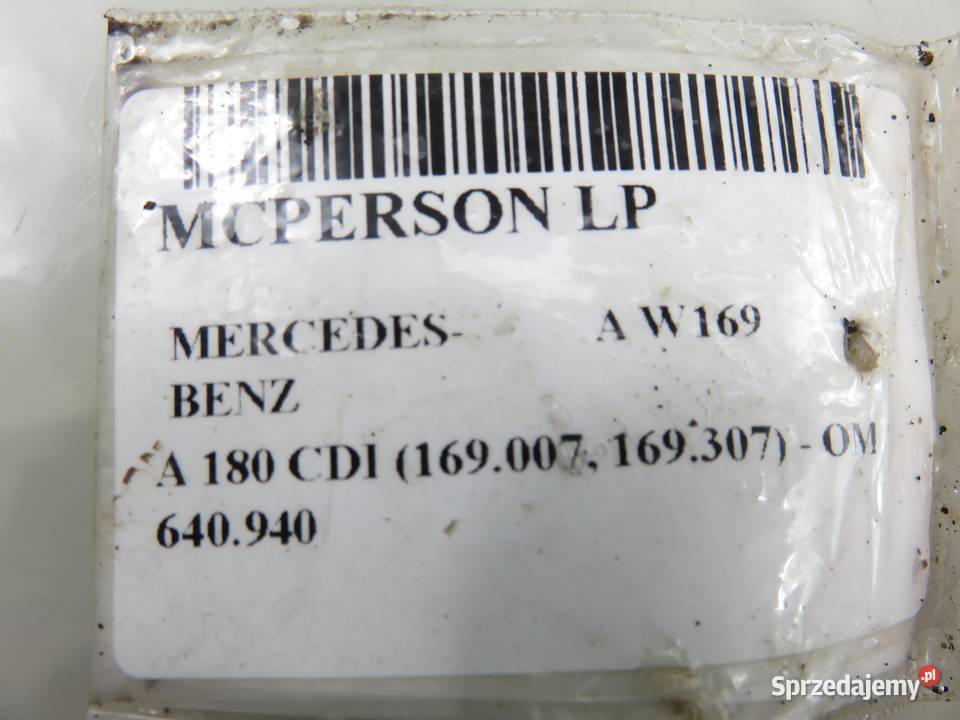 MCPERSON LP
MERCEDES- A W169
BENZ
A 180 CDI (169.007, 169.307) - OM
640.940
Sprzedajemy.pl